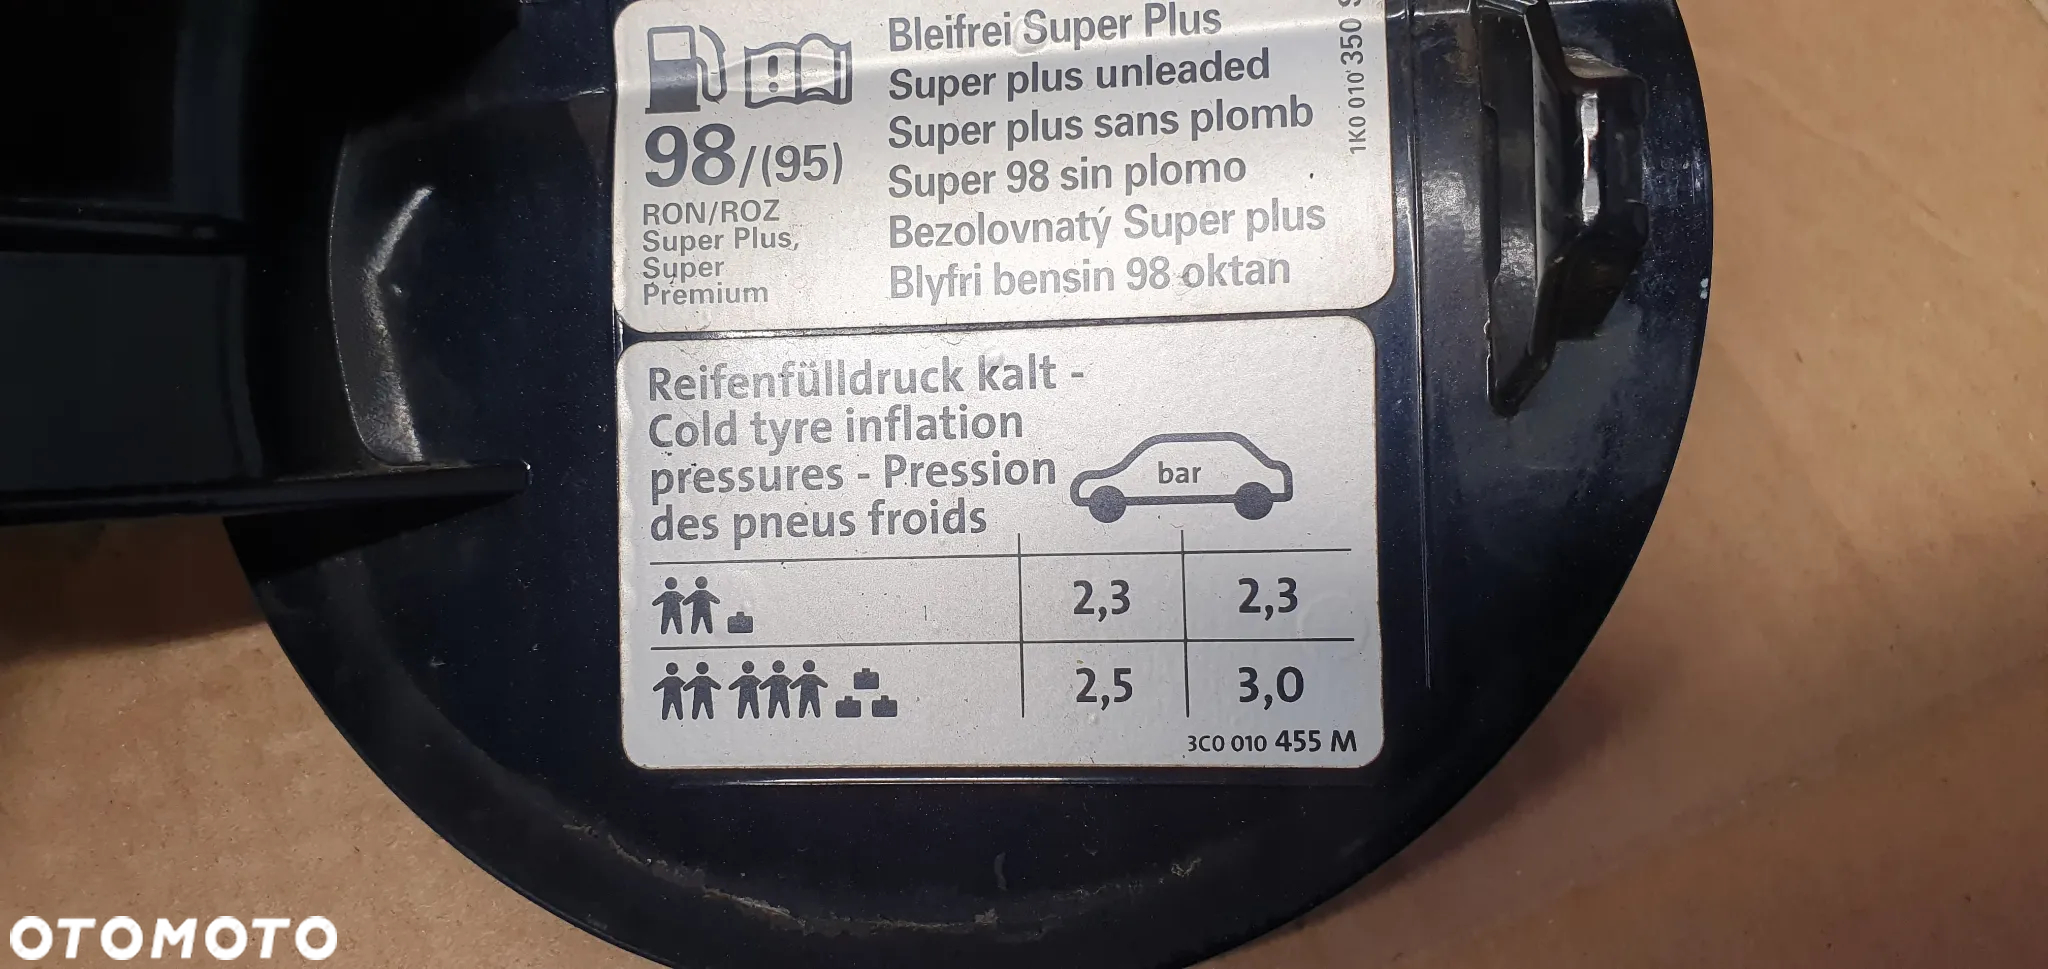 Bleifrei Super Plus
Super plus unleaded
Super plus sans plomb
Super 98 sin plomo
Bezolovnatý Super plus
Blyfri bensin 98 oktan
98/(95)
RON/ROZ
Super Plus,
Super
Premium
1K0 010 350
Reifenfülldruck kalt -
Cold tyre inflation
pressures - Pression
des pneus froids
bar
2,3 2,3
2,5 3,0
3C0 010 455 M
OTOMOTO